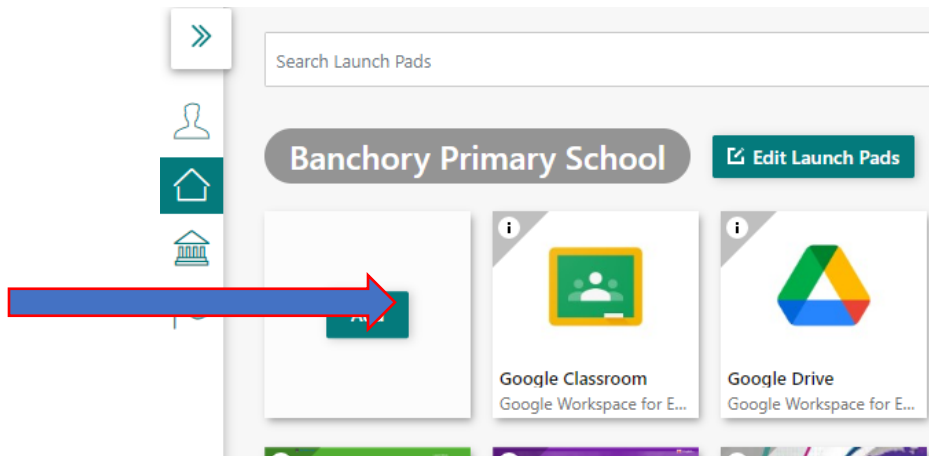 Search Launch Pads
Banchory Primary School
Edit Launch Pads
Google Classroom
Google Workspace for E...
Google Drive
Google Workspace for E...